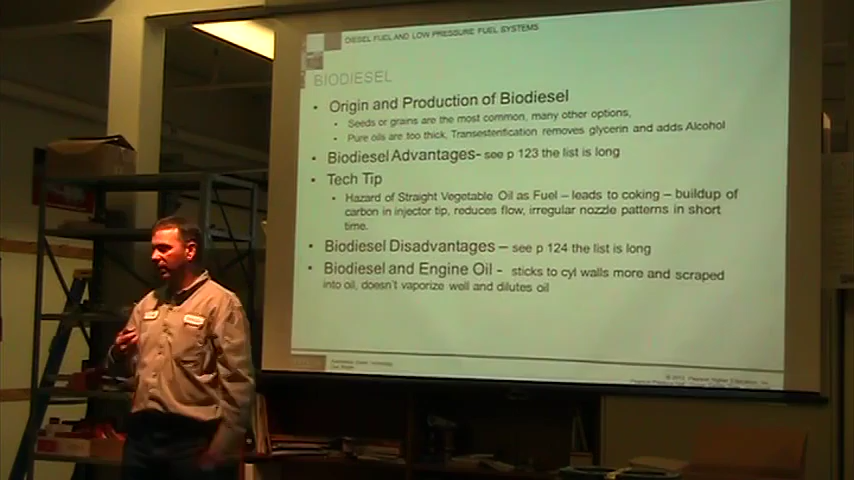 DIESEL FUEL AND LOW PRESSURE FUEL SYSTEMS
BIODIESEL
• Origin and Production of Biodiesel
• Seeds or grains are the most common, many other options,
• Pure oils are too thick, Transesterification removes glycerin and adds Alcohol
• Biodiesel Advantages- see p 123 the list is long
• Tech Tip
• Hazard of Straight Vegetable Oil as Fuel – leads to coking – buildup of
carbon in injector tip, reduces flow, irregular nozzle patterns in short
time.
• Biodiesel Disadvantages – see p 124 the list is long
• Biodiesel and Engine Oil - sticks to cyl walls more and scraped
into oil, doesn't vaporize well and dilutes oil